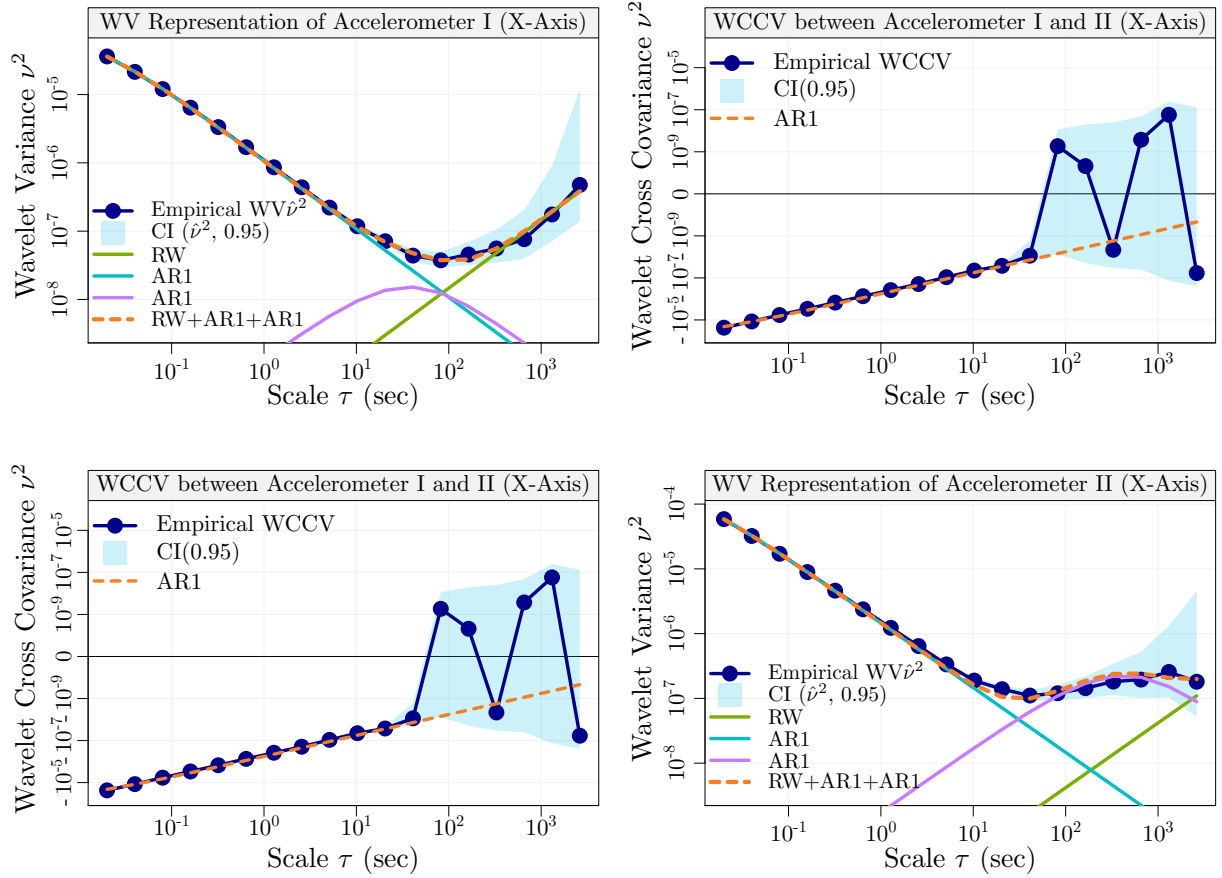 WV Representation of Accelerometer I (X-Axis)
Wavelet Variance ν²
10⁻⁵
10⁻⁶
10⁻⁷
10⁻⁸
Empirical WVν̂²
CI (ν̂², 0.95)
RW
AR1
AR1
RW+AR1+AR1
10⁻¹ 10⁰ 10¹ 10² 10³
Scale τ (sec)
WCCV between Accelerometer I and II (X-Axis)
Wavelet Cross Covariance ν²
10⁻⁵
10⁻⁷
10⁻⁹
0
- 10⁻⁹
- 10⁻⁷
- 10⁻⁵
Empirical WCCV
CI(0.95)
AR1
10⁻¹ 10⁰ 10¹ 10² 10³
Scale τ (sec)
WCCV between Accelerometer I and II (X-Axis)
Wavelet Cross Covariance ν²
10⁻⁵
10⁻⁷
10⁻⁹
0
- 10⁻⁹
- 10⁻⁷
- 10⁻⁵
Empirical WCCV
CI(0.95)
AR1
10⁻¹ 10⁰ 10¹ 10² 10³
Scale τ (sec)
WV Representation of Accelerometer II (X-Axis)
Wavelet Variance ν²
10⁻⁴
10⁻⁵
10⁻⁶
10⁻⁷
10⁻⁸
Empirical WVν̂²
CI (ν̂², 0.95)
RW
AR1
AR1
RW+AR1+AR1
10⁻¹ 10⁰ 10¹ 10² 10³
Scale τ (sec)